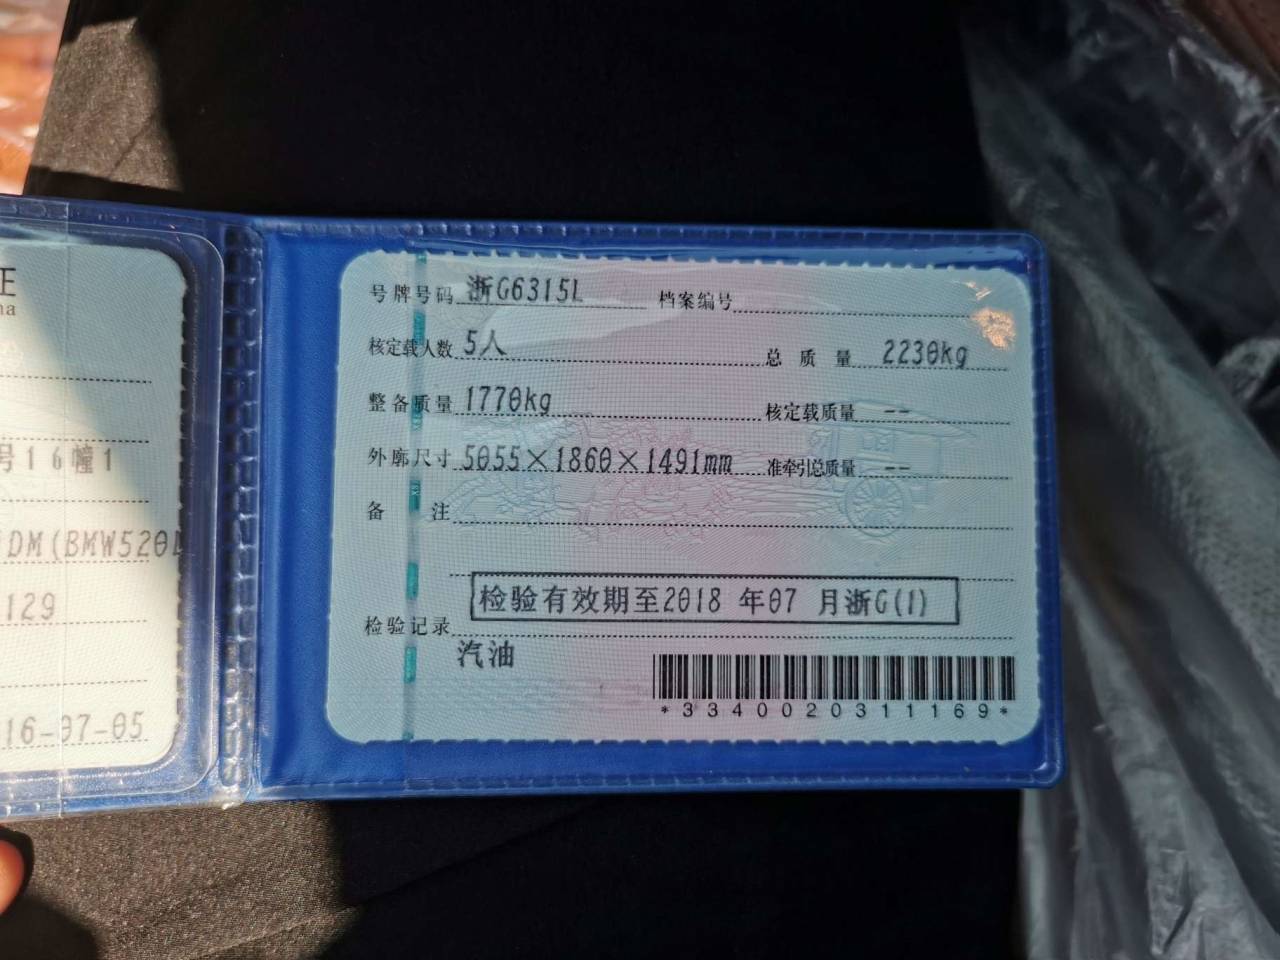 证
na
号16幢1
DM(BMW520L
129
16-07-05
号牌号码 浙G6315L 档案编号
核定载人数 5人 总质量 2230kg
整备质量 1770kg 核定载质量 --
外廓尺寸 5055×1860×1491mm 准牵引总质量 --
备注
检验有效期至2018 年07 月浙G(1)
检验记录
汽油
*3340020311169*